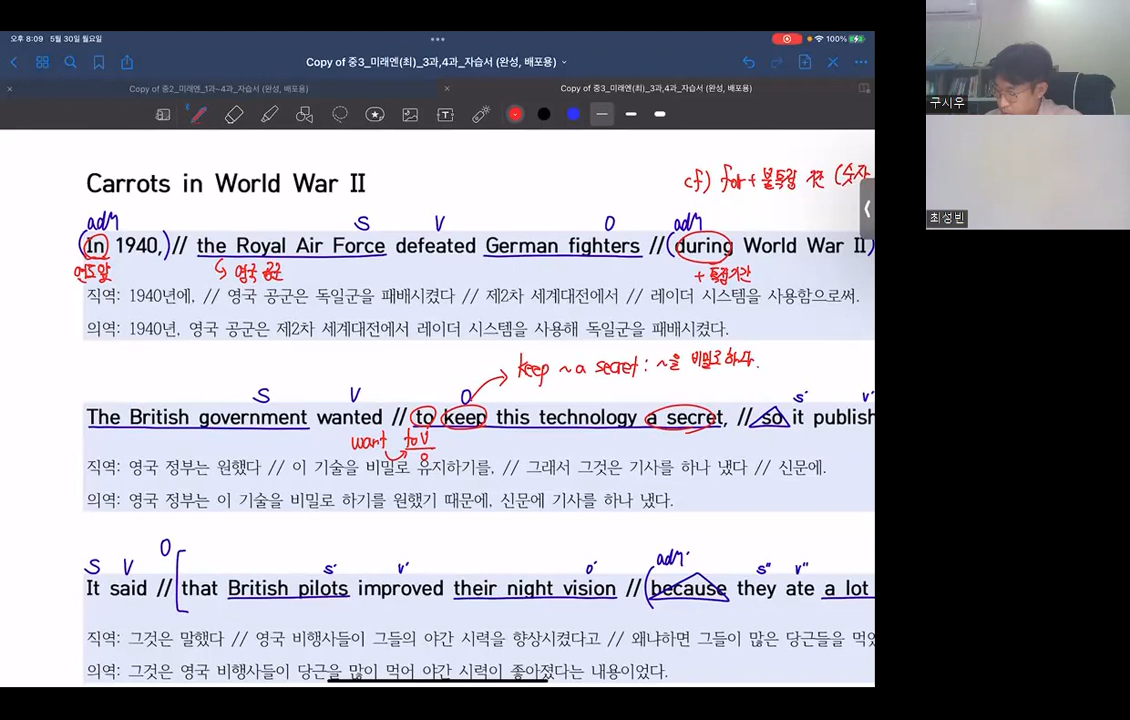 오후 8:09 5월 30일 월요일
100%
Copy of 중3_미래엔(최)_3과,4과_자습서 (완성, 배포용)
Copy of 중2_미래엔_1과~4과_자습서 (완성, 배포용)
Copy of 중3_미래엔(최)_3과,4과_자습서 (완성, 배포용)
구시우
최성빈
Carrots in World War II
cf) for + 불특정 기간 (숫자
adv S V O adv
(In 1940,) // the Royal Air Force defeated German fighters // (during World War II)
연도앞 영국 공군 + 특정기간
직역: 1940년에, // 영국 공군은 독일군을 패배시켰다 // 제2차 세계대전에서 // 레이더 시스템을 사용함으로써.
의역: 1940년, 영국 공군은 제2차 세계대전에서 레이더 시스템을 사용해 독일군을 패배시켰다.
keep ~ a secret : ~을 비밀로 하다.
S V O s' v'
The British government wanted // to keep this technology a secret, // so it publish
want to V
O
직역: 영국 정부는 원했다 // 이 기술을 비밀로 유지하기를, // 그래서 그것은 기사를 하나 냈다 // 신문에.
의역: 영국 정부는 이 기술을 비밀로 하기를 원했기 때문에, 신문에 기사를 하나 냈다.
S V O s' v' o' adv s'' v''
It said // [that British pilots improved their night vision // (because they ate a lot
직역: 그것은 말했다 // 영국 비행사들이 그들의 야간 시력을 향상시켰다고 // 왜냐하면 그들이 많은 당근들을 먹었
의역: 그것은 영국 비행사들이 당근을 많이 먹어 야간 시력이 좋아졌다는 내용이었다.